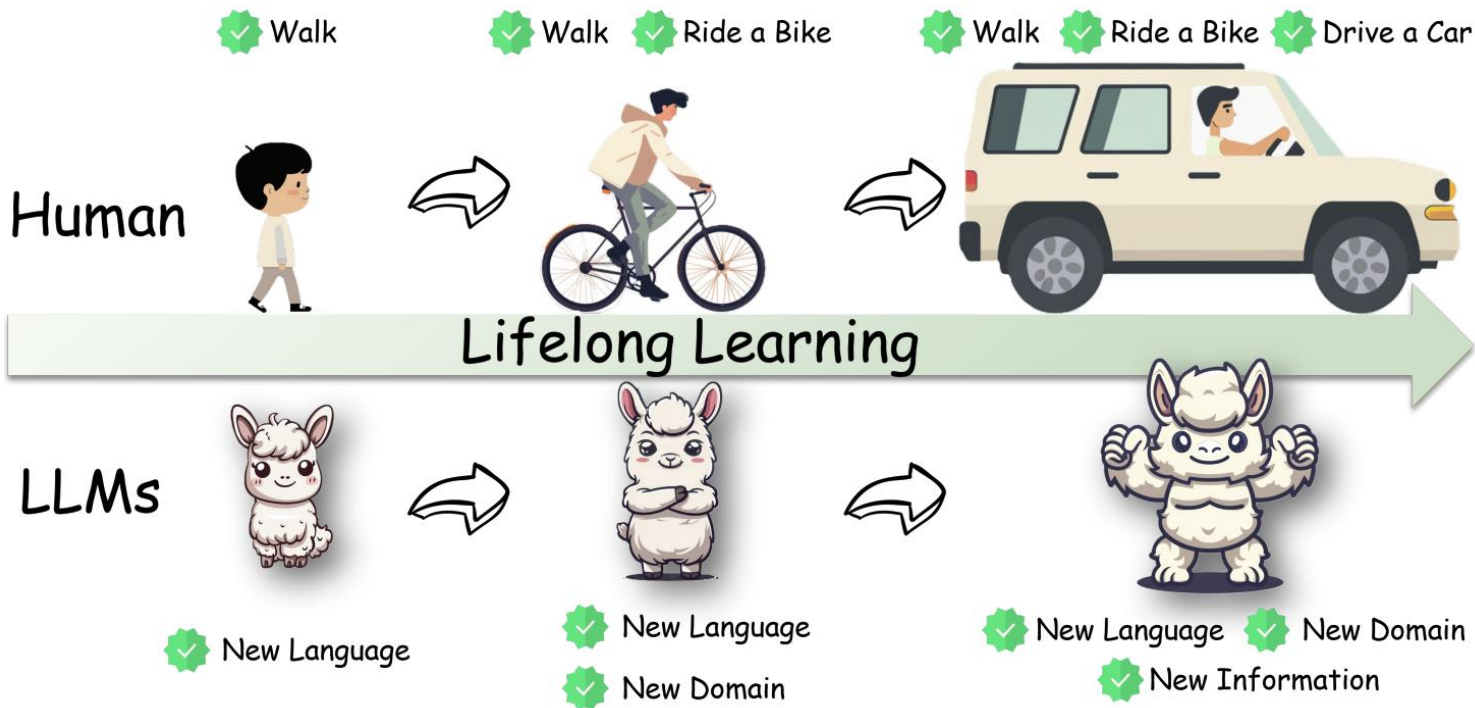 Walk
Walk Ride a Bike
Walk Ride a Bike Drive a Car
Human
Lifelong Learning
LLMs
New Language
New Language
New Domain
New Language New Domain
New Information